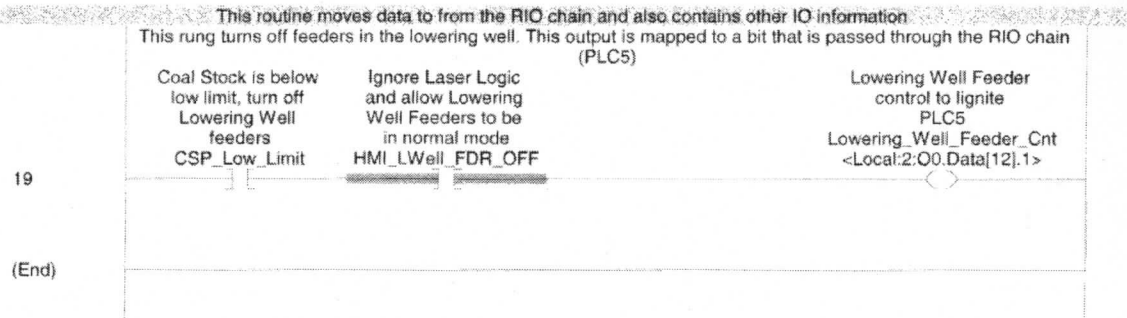 This routine moves data to from the RIO chain and also contains other IO information
This rung turns off feeders in the lowering well. This output is mapped to a bit that is passed through the RIO chain
(PLC5)
Coal Stock is below
low limit, turn off
Lowering Well
feeders
CSP_Low_Limit
Ignore Laser Logic
and allow Lowering
Well Feeders to be
in normal mode
HMI_LWell_FDR_OFF
Lowering Well Feeder
control to lignite
PLC5
Lowering_Well_Feeder_Cnt
<Local:2:O0.Data[12].1>
19
(End)